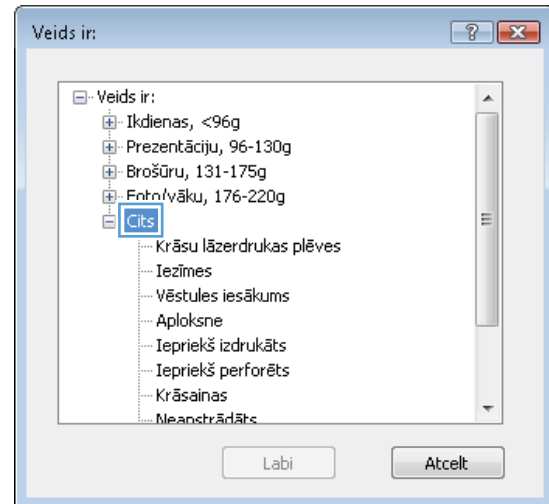 Veids ir:
Veids ir:
Ikdienas, <96g
Prezentāciju, 96-130g
Brošūru, 131-175g
Foto/vāku, 176-220g
Cits
Krāsu lāzerdrukas plēves
Iezīmes
Vēstules iesākums
Aploksne
Iepriekš izdrukāts
Iepriekš perforēts
Krāsainas
Neapstrādāts
Labi
Atcelt